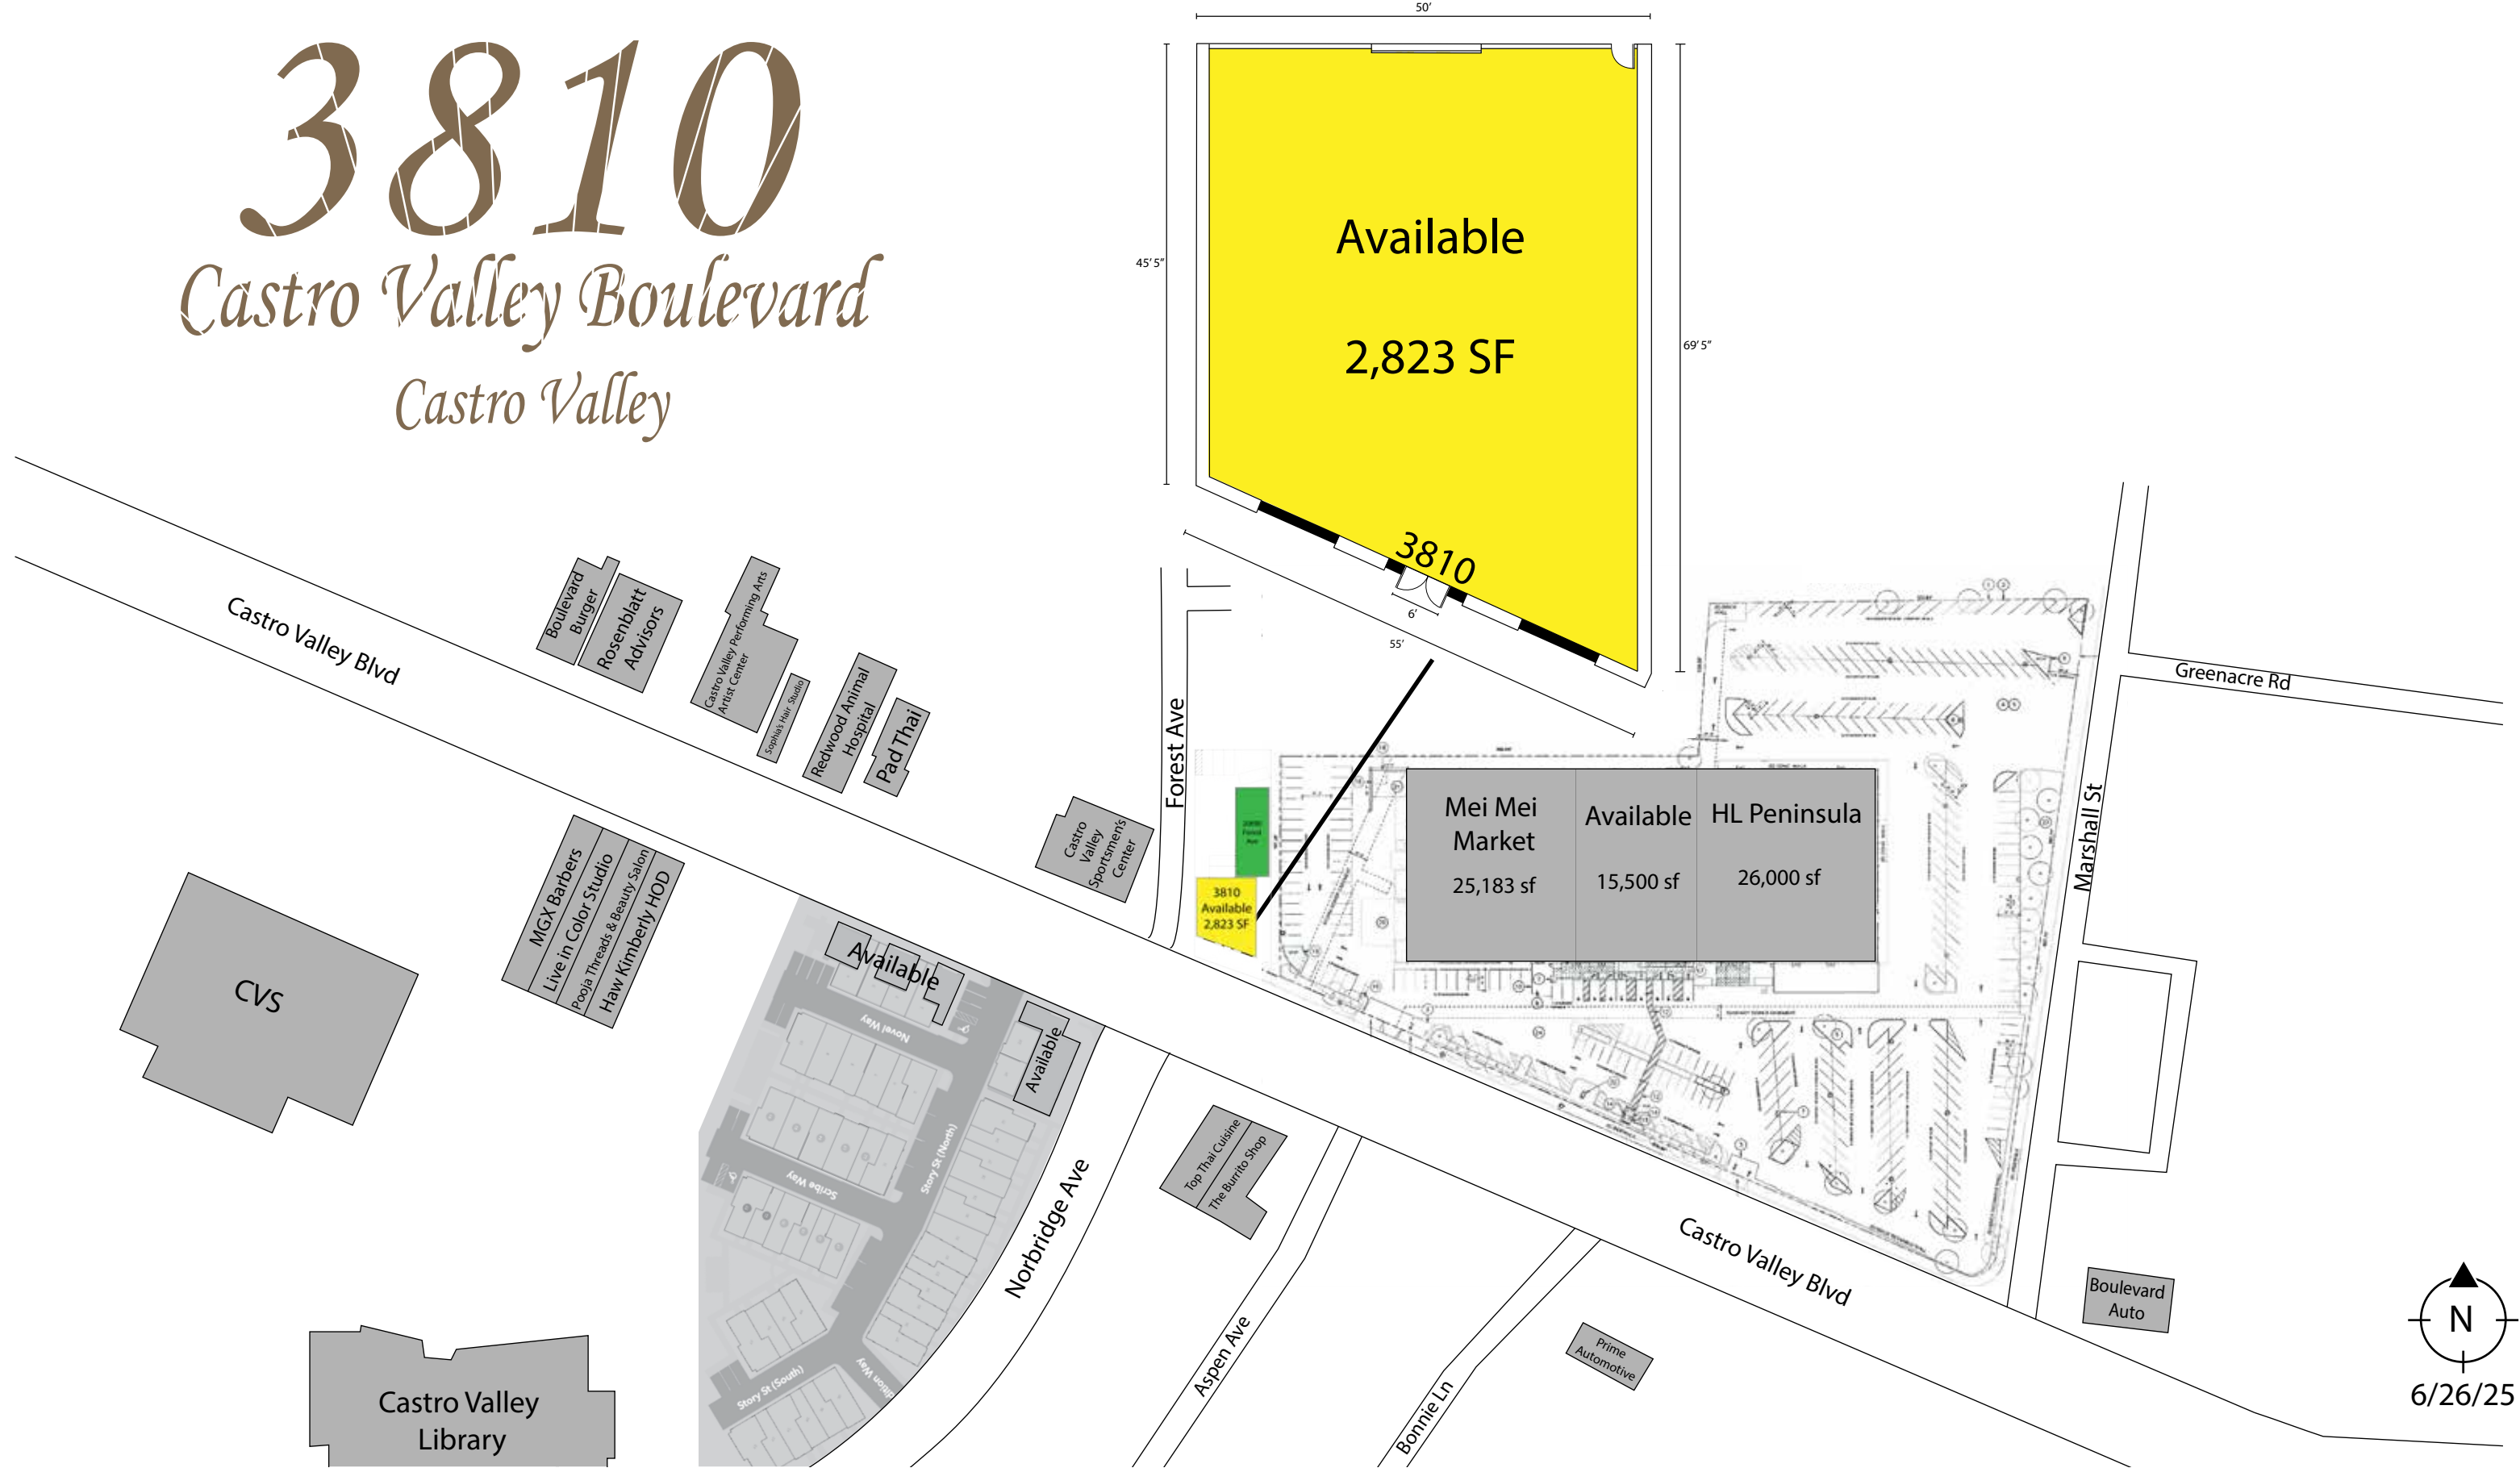 3810
Castro Valley Boulevard
Castro Valley
50'
45' 5"
69' 5"
Available
2,823 SF
3810
6'
55'
Castro Valley Blvd
Boulevard
Burger
Rosenblatt
Advisors
Castro Valley Performing Arts
Artist Center
Sophia's Hair Studio
Redwood Animal
Hospital
Pad Thai
Castro
Valley
Sportsmen's
Center
Forest Ave
3810
Available
2,823 SF
Mei Mei
Market
25,183 sf
Available
15,500 sf
HL Peninsula
26,000 sf
Marshall St
Greenacre Rd
CVS
MGX Barbers
Live in Color Studio
Pooja Threads & Beauty Salon
Haw Kimberly HOD
Available
Available
Novel Way
Scribe Way
Story St (North)
Story St (South)
Norbridge Ave
Top Thai Cuisine
The Burrito Shop
Aspen Ave
Bonnie Ln
Prime
Automotive
Castro Valley Blvd
Boulevard
Auto
Castro Valley
Library
N
6/26/25